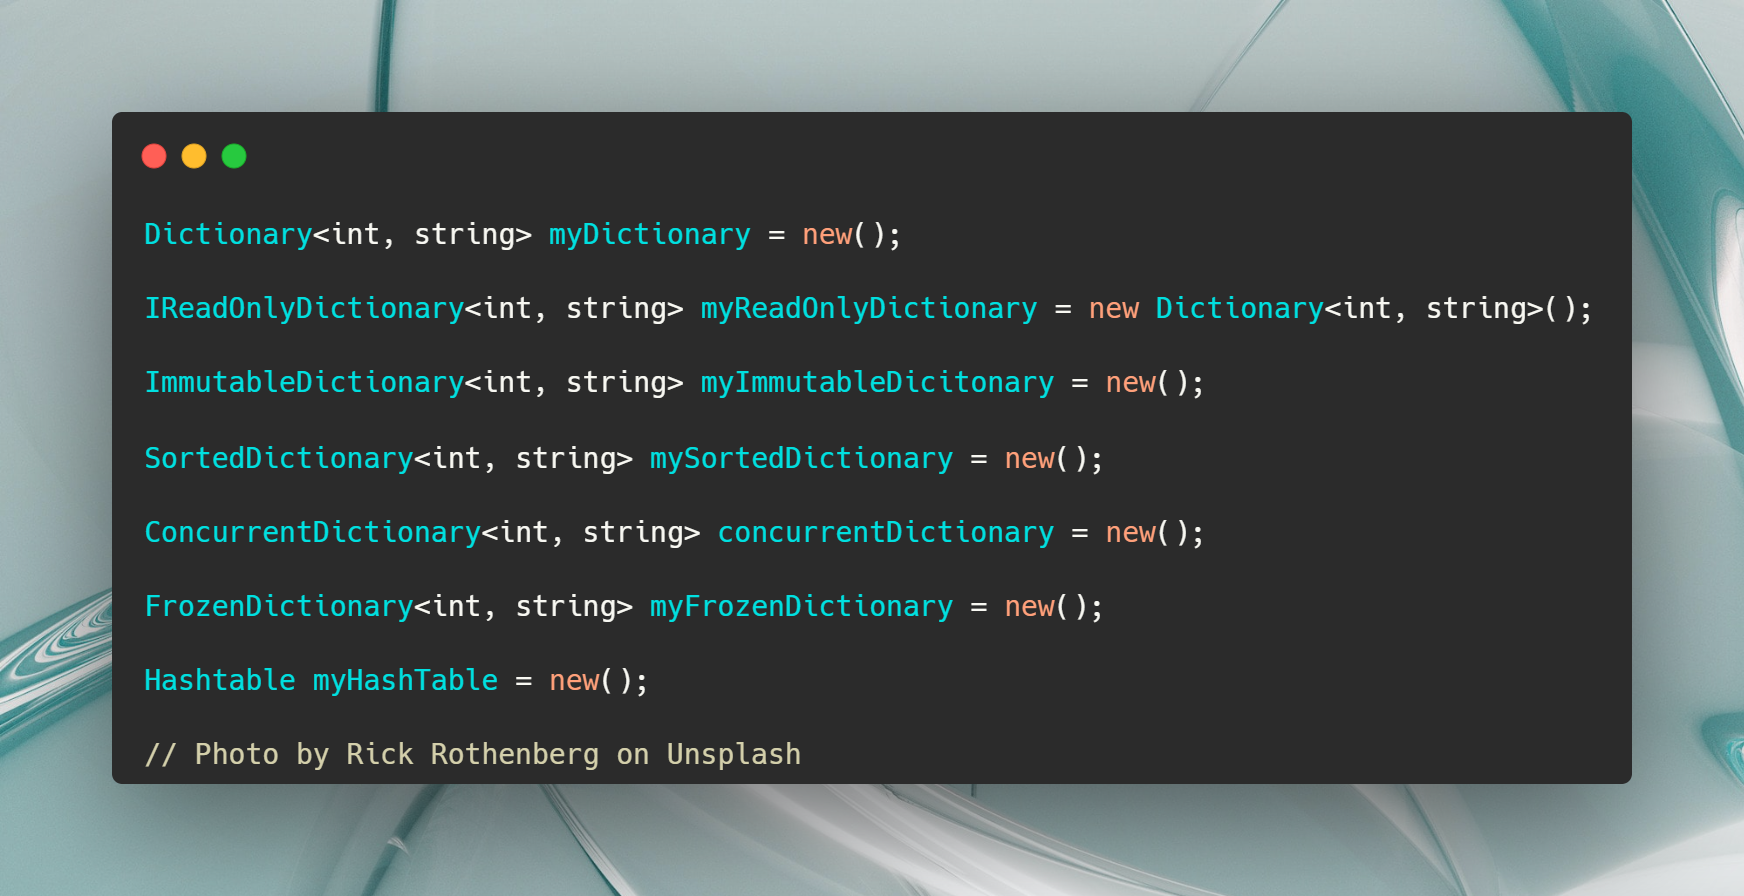 Dictionary<int, string> myDictionary = new();
IReadOnlyDictionary<int, string> myReadOnlyDictionary = new Dictionary<int, string>();
ImmutableDictionary<int, string> myImmutableDicitonary = new();
SortedDictionary<int, string> mySortedDictionary = new();
ConcurrentDictionary<int, string> concurrentDictionary = new();
FrozenDictionary<int, string> myFrozenDictionary = new();
Hashtable myHashTable = new();
// Photo by Rick Rothenberg on Unsplash